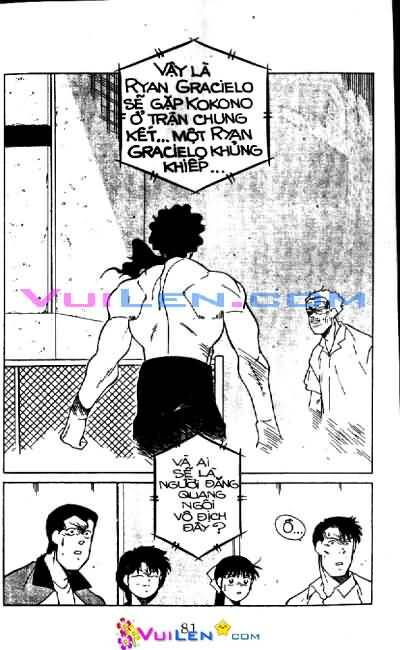 VẬY LÀ
RYAN GRACIELO
SẼ GẶP KOKONO
Ở TRẬN CHUNG
KẾT... MỘT RYAN
GRACIELO KHỦNG
KHIẾP...
VUILEN.COM
VÀ AI
SẼ LÀ
NGƯỜI ĐĂNG
QUANG
NGÔI
VÔ ĐỊCH
ĐÂY?
Ồ...
81
VUILEN.COM